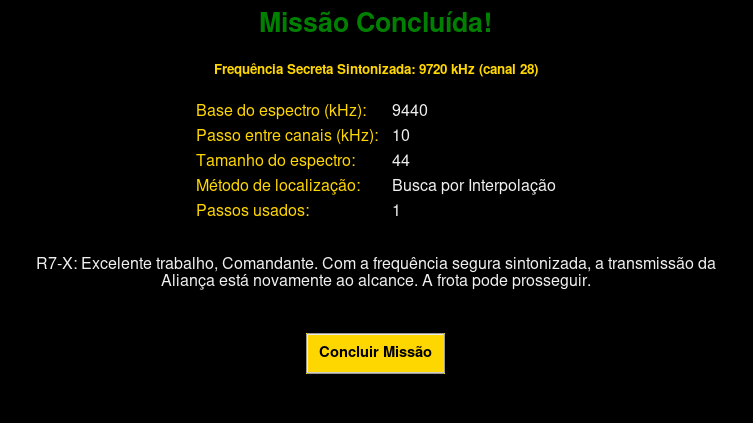 Missão Concluída!
Frequência Secreta Sintonizada: 9720 kHz (canal 28)
Base do espectro (kHz): 9440
Passo entre canais (kHz): 10
Tamanho do espectro: 44
Método de localização: Busca por Interpolação
Passos usados: 1
R7-X: Excelente trabalho, Comandante. Com a frequência segura sintonizada, a transmissão da
Aliança está novamente ao alcance. A frota pode prosseguir.
Concluir Missão